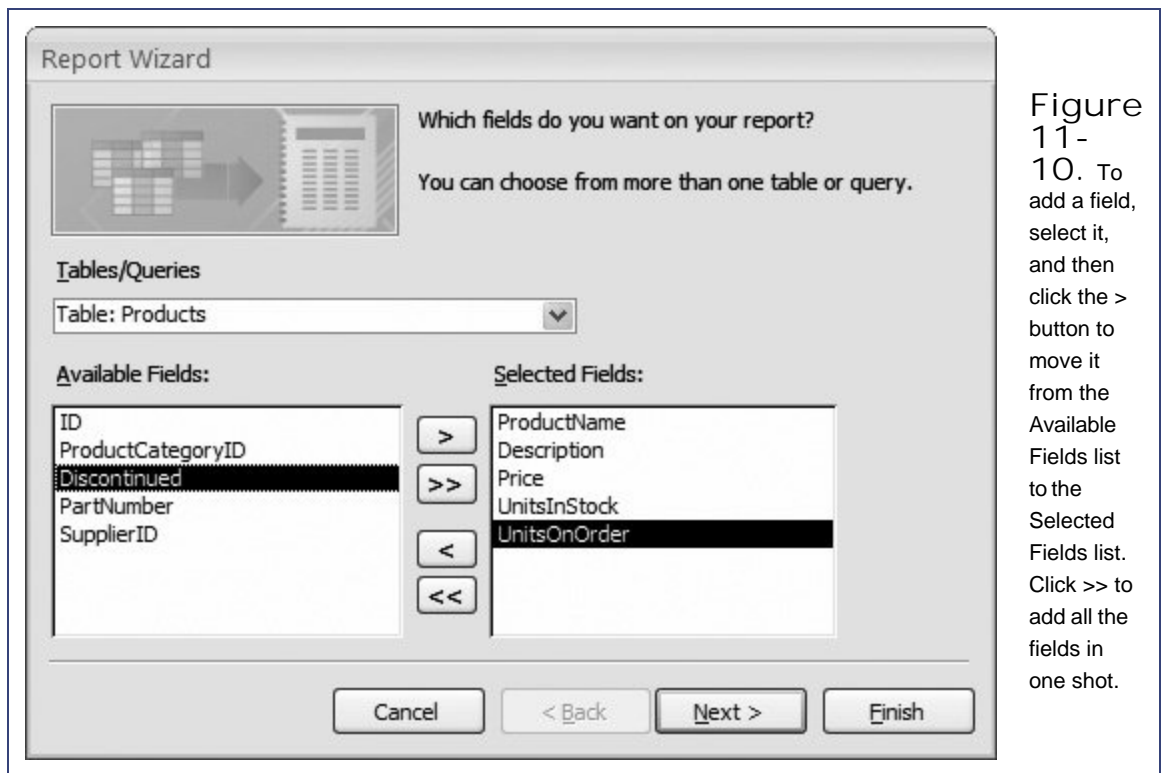 Report Wizard
Which fields do you want on your report?
You can choose from more than one table or query.
Tables/Queries
Table: Products
Available Fields:
Selected Fields:
ID
ProductCategoryID
Discontinued
PartNumber
SupplierID
>
>>
<
<<
ProductName
Description
Price
UnitsInStock
UnitsOnOrder
Cancel
< Back
Next >
Finish
Figure
11-
10. To
add a field,
select it,
and then
click the >
button to
move it
from the
Available
Fields list
to the
Selected
Fields list.
Click >> to
add all the
fields in
one shot.